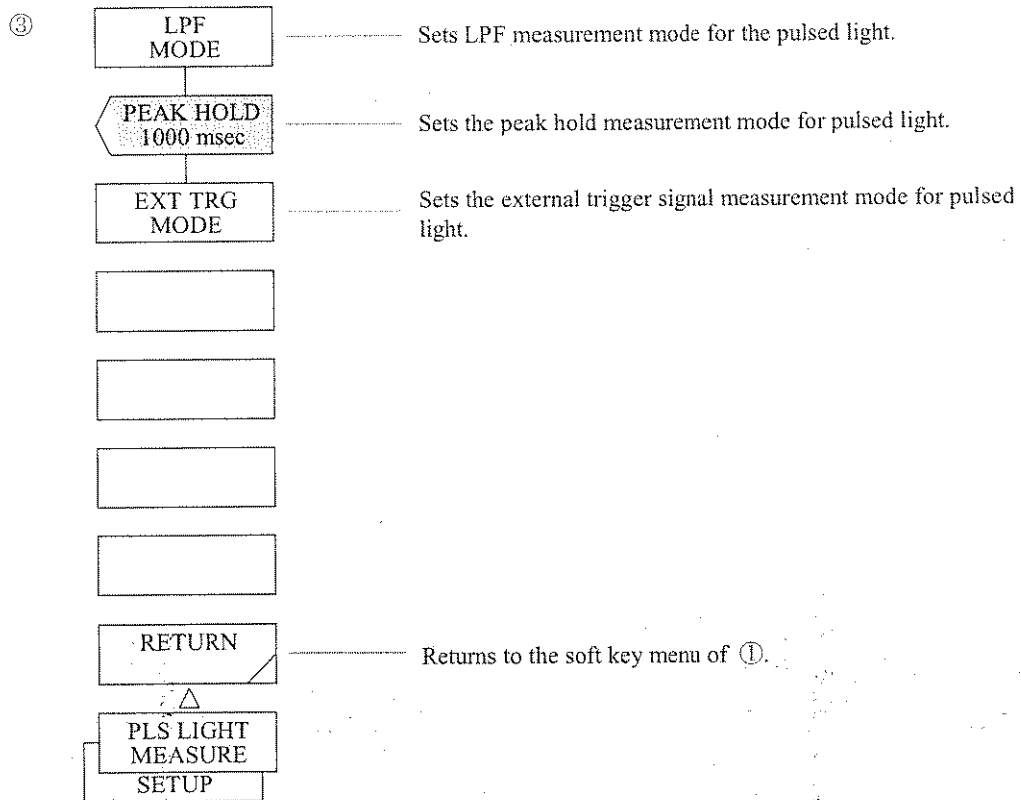 ③
LPF
MODE
Sets LPF measurement mode for the pulsed light.
PEAK HOLD
1000 msec
Sets the peak hold measurement mode for pulsed light.
EXT TRG
MODE
Sets the external trigger signal measurement mode for pulsed
light.
RETURN
Returns to the soft key menu of ①.
PLS LIGHT
MEASURE
SETUP